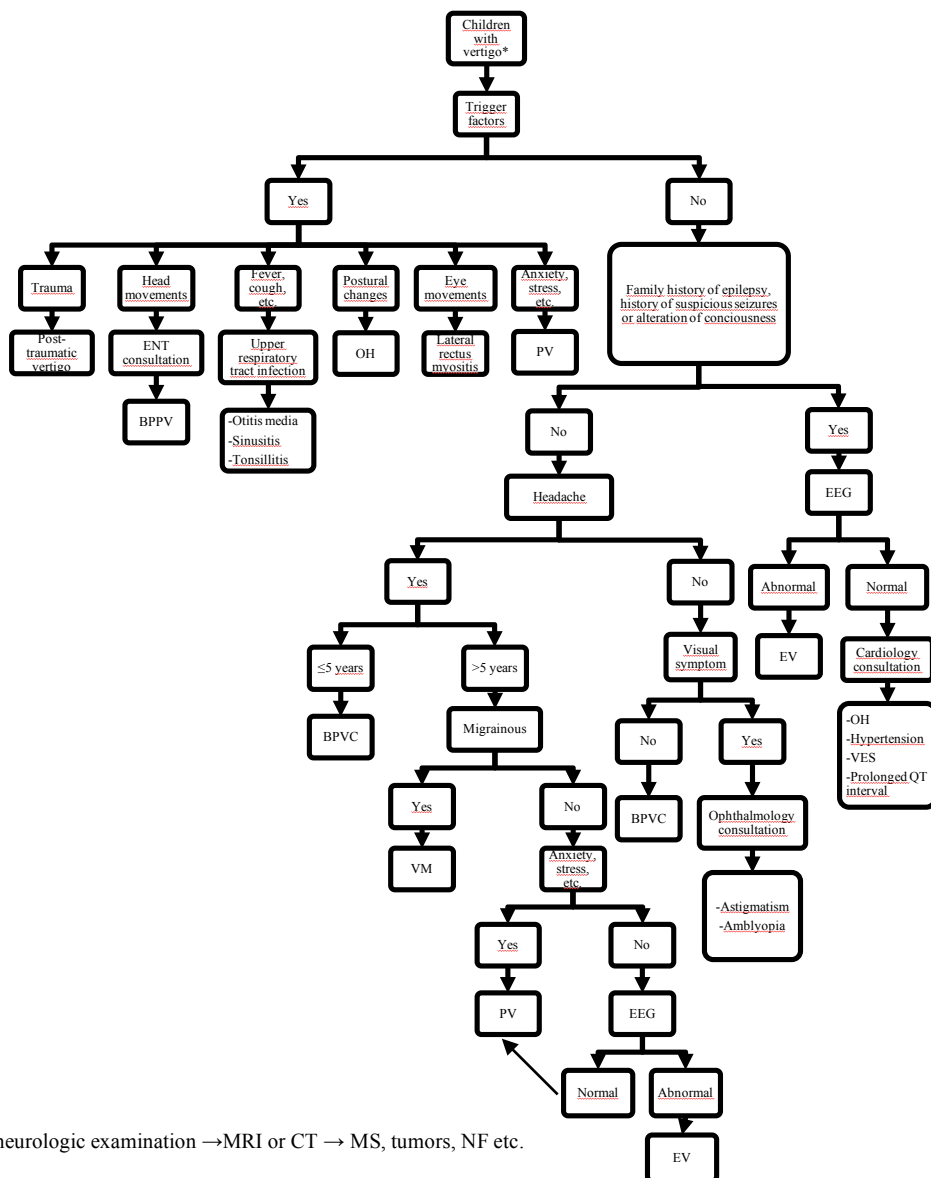 Children
with
vertigo*
Trigger
factors
Yes
No
Trauma
Head
movements
Fever,
cough,
etc.
Postural
changes
Eye
movements
Anxiety,
stress,
etc.
Family history of epilepsy,
history of suspicious seizures
or alteration of conciousness
Post-
traumatic
vertigo
ENT
consultation
Upper
respiratory
tract infection
OH
Lateral
rectus
myositis
PV
BPPV
-Otitis media
-Sinusitis
-Tonsillitis
No
Yes
Headache
EEG
Yes
No
Abnormal
Normal
≤5 years
>5 years
Visual
symptom
EV
Cardiology
consultation
BPVC
Migrainous
No
Yes
-OH
-Hypertension
-VES
-Prolonged QT
interval
Yes
No
BPVC
Ophthalmology
consultation
VM
Anxiety,
stress,
etc.
-Astigmatism
-Amblyopia
Yes
No
PV
EEG
Normal
Abnormal
neurologic examination →MRI or CT → MS, tumors, NF etc.
EV